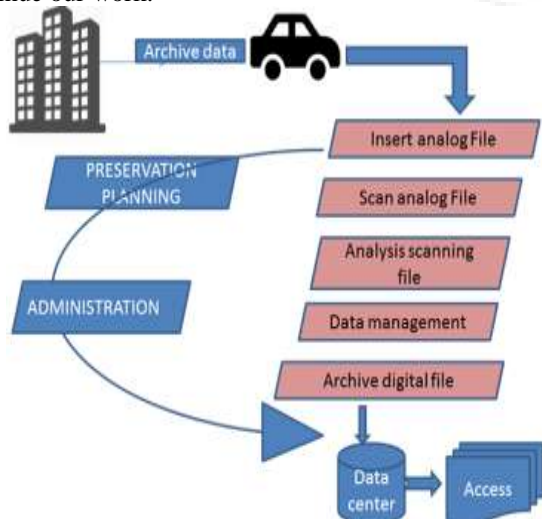 Archive data
Insert analog File
PRESERVATION
PLANNING
Scan analog File
Analysis scanning
file
ADMINISTRATION
Data management
Archive digital file
Data
center
Access